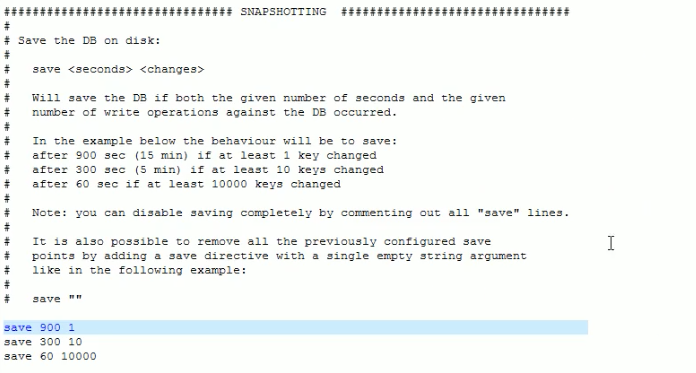 ################################ SNAPSHOTTING ################################
#
# Save the DB on disk:
#
# save <seconds> <changes>
#
# Will save the DB if both the given number of seconds and the given
# number of write operations against the DB occurred.
#
# In the example below the behaviour will be to save:
# after 900 sec (15 min) if at least 1 key changed
# after 300 sec (5 min) if at least 10 keys changed
# after 60 sec if at least 10000 keys changed
#
# Note: you can disable saving completely by commenting out all "save" lines.
#
# It is also possible to remove all the previously configured save
# points by adding a save directive with a single empty string argument
# like in the following example:
#
# save ""
save 900 1
save 300 10
save 60 10000